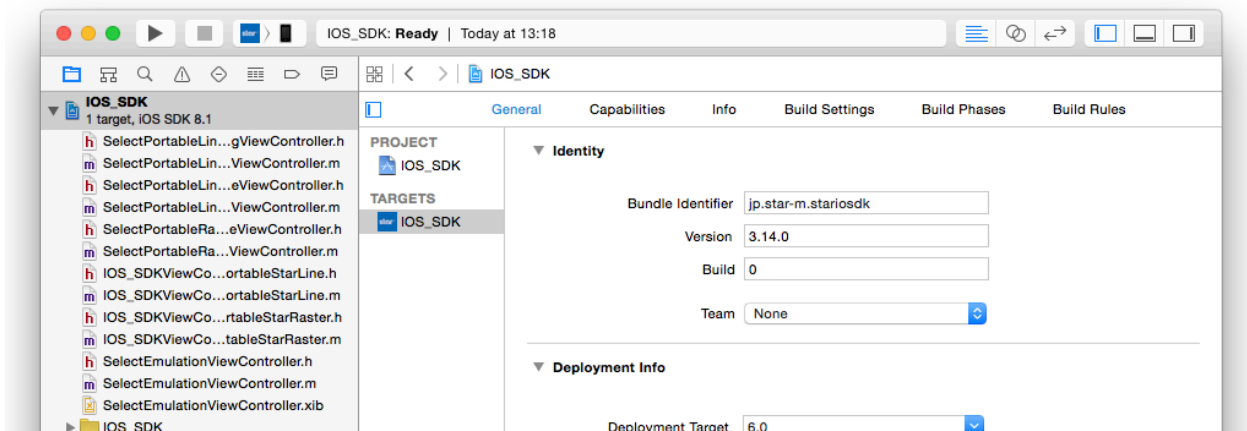 IOS_SDK: Ready | Today at 13:18
IOS_SDK
IOS_SDK
1 target, iOS SDK 8.1
General Capabilities Info Build Settings Build Phases Build Rules
h SelectPortableLin...gViewController.h
m SelectPortableLin...ViewController.m
h SelectPortableLin...eViewController.h
m SelectPortableLin...ViewController.m
h SelectPortableRa...eViewController.h
m SelectPortableRa...ViewController.m
h IOS_SDKViewCo...ortableStarLine.h
m IOS_SDKViewCo...ortableStarLine.m
h IOS_SDKViewCo...rtableStarRaster.h
m IOS_SDKViewCo...tableStarRaster.m
h SelectEmulationViewController.h
m SelectEmulationViewController.m
SelectEmulationViewController.xib
IOS_SDK
PROJECT
IOS_SDK
TARGETS
star IOS_SDK
Identity
Bundle Identifier jp.star-m.stariosdk
Version 3.14.0
Build 0
Team None
Deployment Info
Deployment Target 6.0